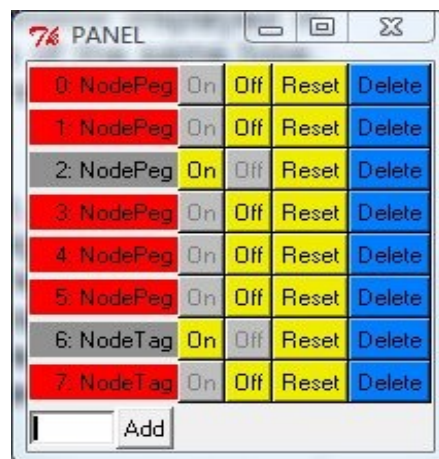 PANEL
0: NodePeg On Off Reset Delete
1: NodePeg On Off Reset Delete
2: NodePeg On Off Reset Delete
3: NodePeg On Off Reset Delete
4: NodePeg On Off Reset Delete
5: NodePeg On Off Reset Delete
6: NodeTag On Off Reset Delete
7: NodeTag On Off Reset Delete
Add